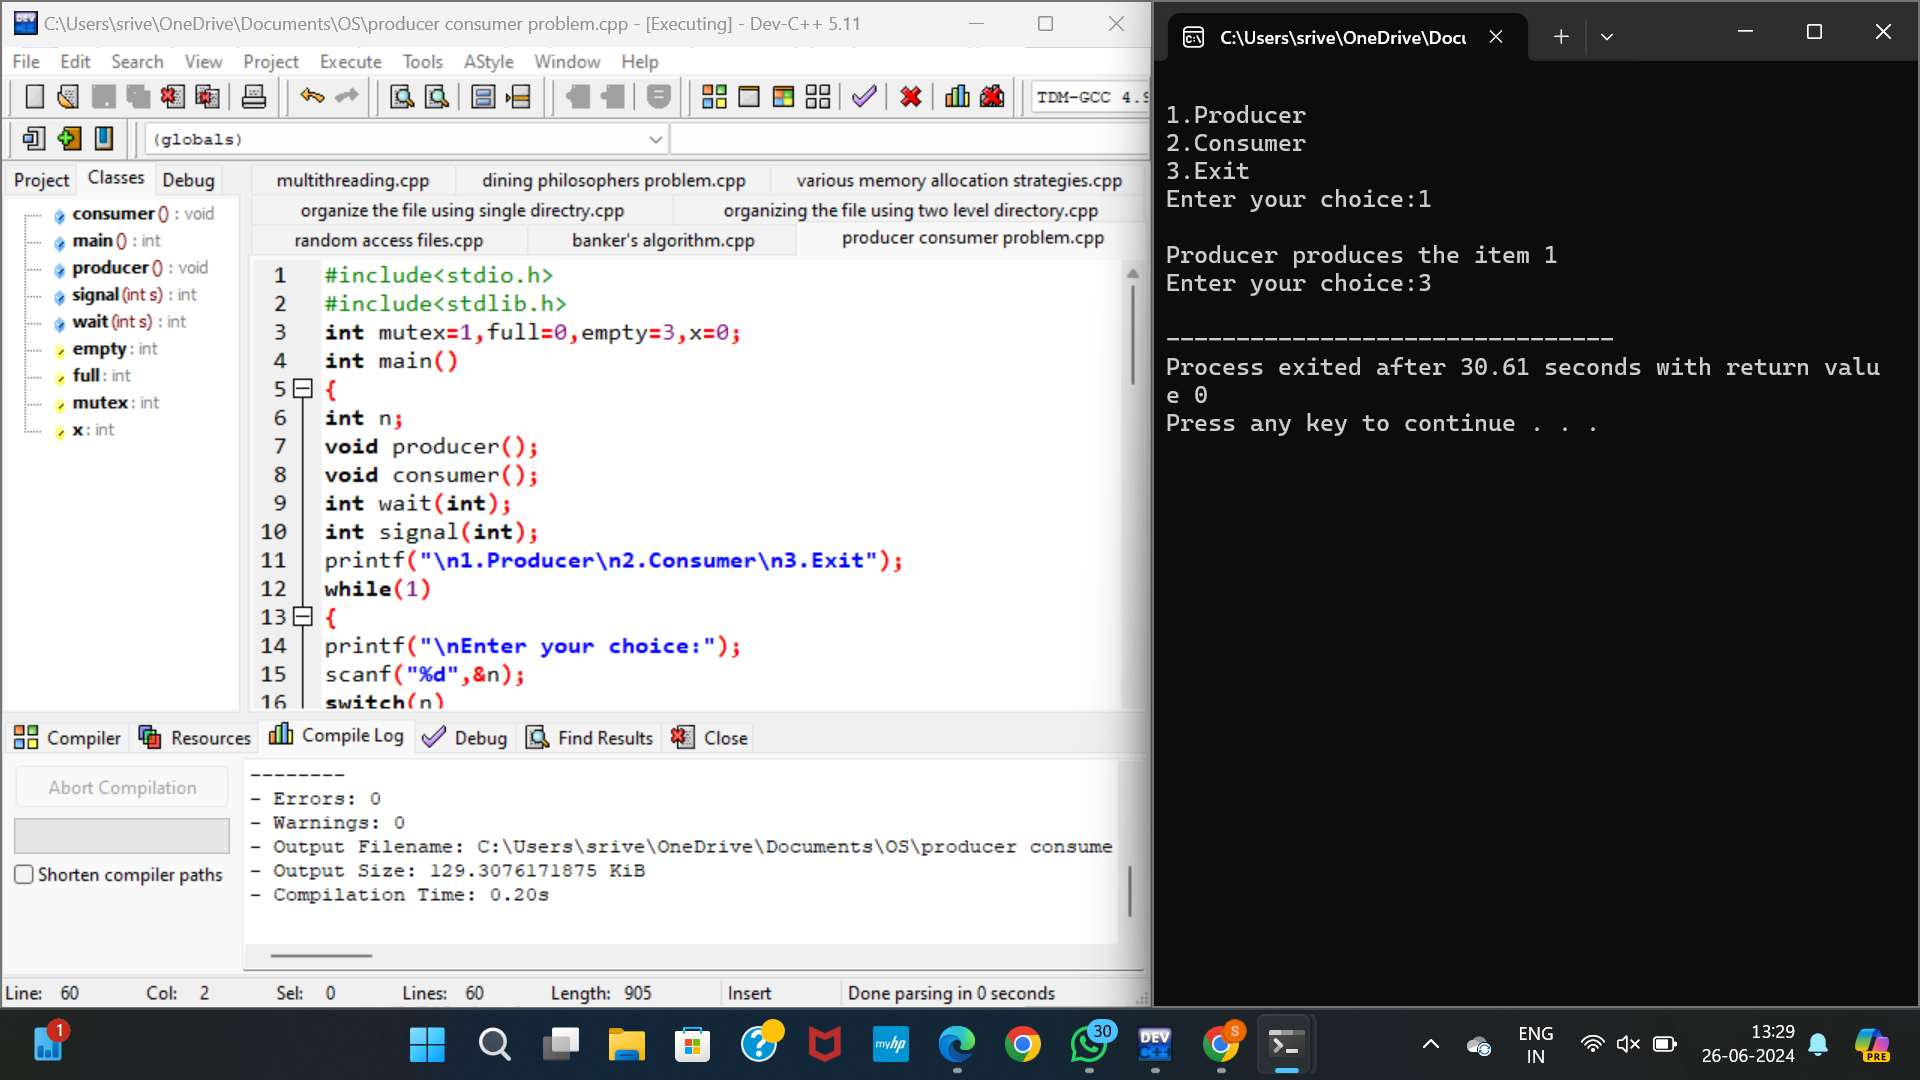 C:\Users\srive\OneDrive\Documents\OS\producer consumer problem.cpp - [Executing] - Dev-C++ 5.11
File Edit Search View Project Execute Tools AStyle Window Help
TDM-GCC 4.9
(globals)
Project Classes Debug
consumer () : void
main () : int
producer () : void
signal (int s) : int
wait (int s) : int
empty : int
full : int
mutex : int
x : int
multithreading.cpp dining philosophers problem.cpp various memory allocation strategies.cpp
organize the file using single directry.cpp organizing the file using two level directory.cpp
random access files.cpp banker's algorithm.cpp producer consumer problem.cpp
1 #include<stdio.h>
2 #include<stdlib.h>
3 int mutex=1,full=0,empty=3,x=0;
4 int main()
5 {
6 int n;
7 void producer();
8 void consumer();
9 int wait(int);
10 int signal(int);
11 printf("\n1.Producer\n2.Consumer\n3.Exit");
12 while(1)
13 {
14 printf("\nEnter your choice:");
15 scanf("%d",&n);
16 switch(n)
Compiler Resources Compile Log Debug Find Results Close
Abort Compilation
Shorten compiler paths
--------
- Errors: 0
- Warnings: 0
- Output Filename: C:\Users\srive\OneDrive\Documents\OS\producer consume
- Output Size: 129.3076171875 KiB
- Compilation Time: 0.20s
Line: 60 Col: 2 Sel: 0 Lines: 60 Length: 905 Insert Done parsing in 0 seconds
C:\Users\srive\OneDrive\Docu
1.Producer
2.Consumer
3.Exit
Enter your choice:1
Producer produces the item 1
Enter your choice:3
--------------------------------
Process exited after 30.61 seconds with return valu
e 0
Press any key to continue . . .
1
myhp
30
DEV
C++
S
ENG
IN
13:29
26-06-2024
PRE